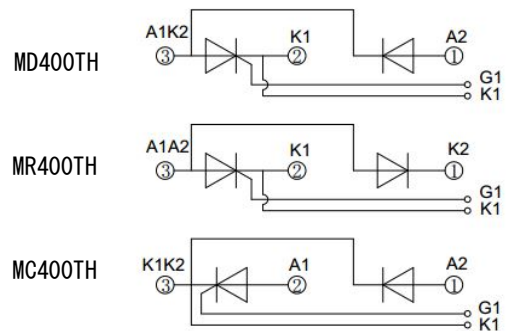 A1K2 K1 A2
MD400TH ③ ② ①
G1
K1
A1A2 K1 K2
MR400TH ③ ② ①
G1
K1
K1K2 A1 A2
MC400TH ③ ② ①
G1
K1